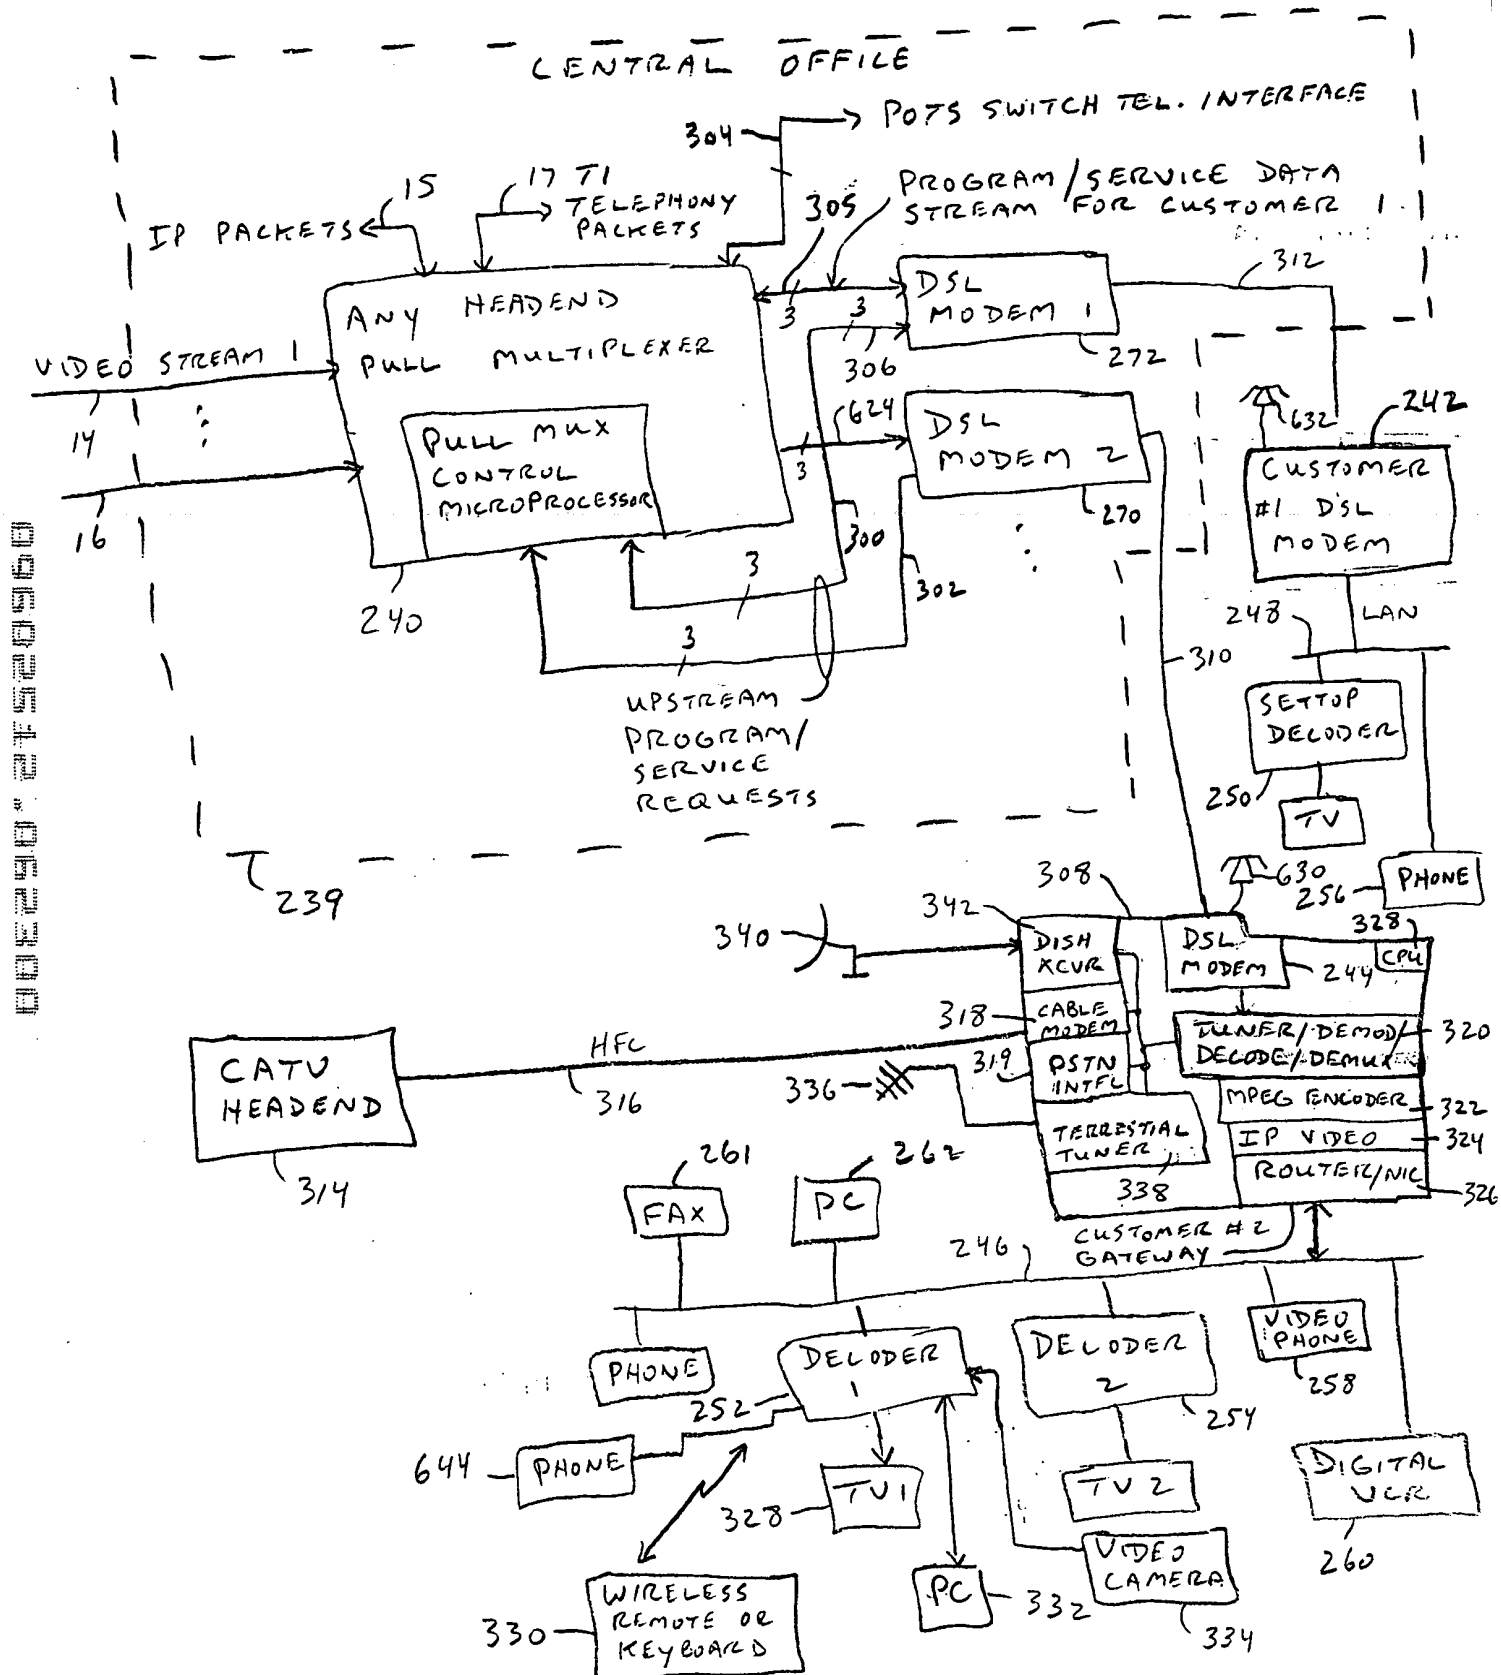 CENTRAL OFFICE
304
POTS SWITCH TEL. INTERFACE
15
17 T1
TELEPHONY
PACKETS
IP PACKETS
305
PROGRAM/SERVICE DATA
STREAM FOR CUSTOMER 1
312
ANY HEADEND
PULL MULTIPLEXER
3
3
306
DSL
MODEM 1
272
VIDEO STREAM 1
14
16
PULL MUX
CONTROL
MICROPROCESSOR
624
3
DSL
MODEM 2
270
632
242
CUSTOMER
#1 DSL
MODEM
300
302
3
3
240
310
248
LAN
UPSTREAM
PROGRAM/
SERVICE
REQUESTS
SETTOP
DECODER
250
TV
239
09602512.062300
308
630
256
PHONE
328
342
340
DISH
XCVR
DSL
MODEM
244
CPU
318
CABLE
MODEM
TUNER/DEMOD/
DECODE/DEMUX
320
CATV
HEADEND
HFC
316
319
PSTN
INTFC
336
MPEG ENCODER
322
TERRESTIAL
TUNER
338
IP VIDEO
324
ROUTER/NIC
326
314
261
FAX
262
PC
CUSTOMER #2
GATEWAY
246
PHONE
DECODER
1
252
DECODER
2
254
VIDEO
PHONE
258
644
PHONE
TV1
328
TV 2
DIGITAL
VCR
260
WIRELESS
REMOTE OR
KEYBOARD
330
PC
332
VIDEO
CAMERA
334